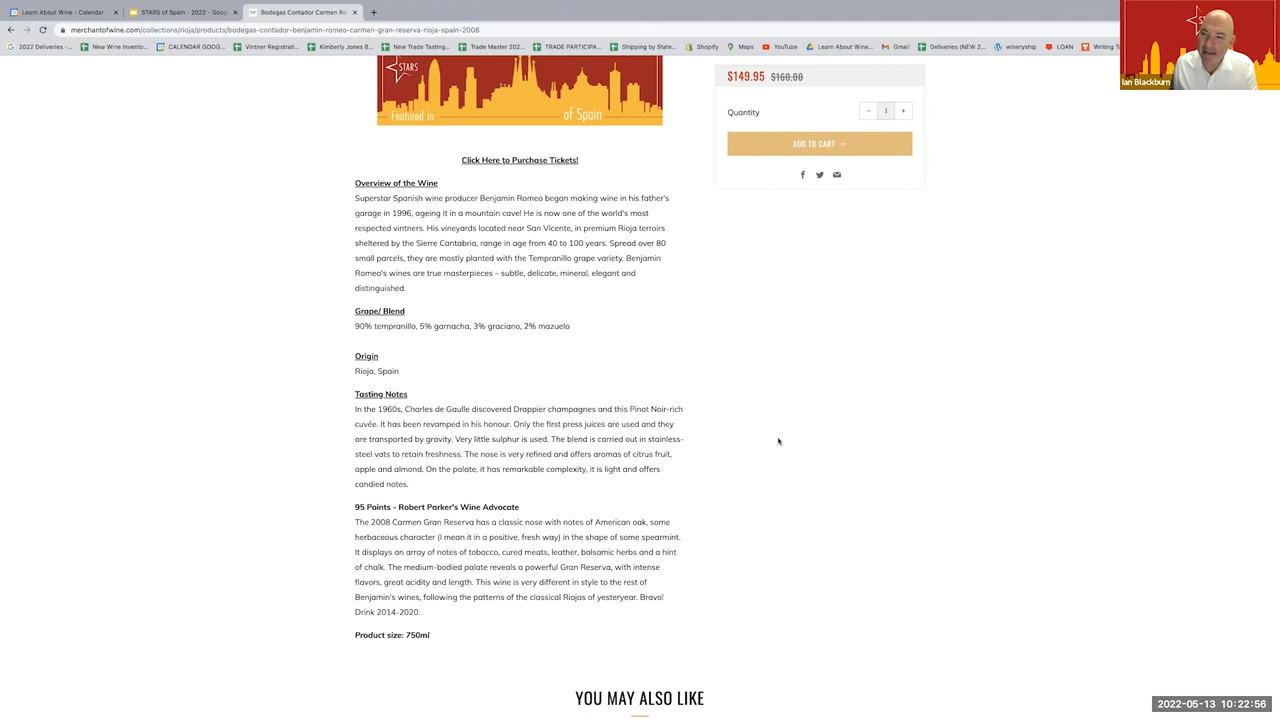 Learn About Wine - Calendar
STARS of Spain - 2022 - Goog
Bodegas Contador Carmen Ro
merchantofwine.com/collections/rioja/products/bodegas-contador-benjamin-romeo-carmen-gran-reserva-rioja-spain-2008
2022 Deliveries -...
New Wine Invento...
CALENDAR GOOG...
Vintner Registrati...
Kimberly Jones B...
New Trade Tasting...
Trade Master 202...
TRADE PARTICIPA...
Shipping by State...
Shopify
Maps
YouTube
Learn About Wine...
Gmail
Deliveries (NEW 2...
wineryship
LOAN
Writing To
STARS
Featured in
of Spain
$149.95 $160.00
Quantity
− 1 +
ADD TO CART +
Ian Blackburn
Click Here to Purchase Tickets!
Overview of the Wine
Superstar Spanish wine producer Benjamin Romeo began making wine in his father's
garage in 1996, ageing it in a mountain cave! He is now one of the world's most
respected vintners. His vineyards located near San Vicente, in premium Rioja terroirs
sheltered by the Sierre Cantabria, range in age from 40 to 100 years. Spread over 80
small parcels, they are mostly planted with the Tempranillo grape variety. Benjamin
Romeo's wines are true masterpieces – subtle, delicate, mineral, elegant and
distinguished.
Grape/ Blend
90% tempranillo, 5% garnacha, 3% graciano, 2% mazuelo
Origin
Rioja, Spain
Tasting Notes
In the 1960s, Charles de Gaulle discovered Drappier champagnes and this Pinot Noir-rich
cuvée. It has been revamped in his honour. Only the first press juices are used and they
are transported by gravity. Very little sulphur is used. The blend is carried out in stainless-
steel vats to retain freshness. The nose is very refined and offers aromas of citrus fruit,
apple and almond. On the palate, it has remarkable complexity, it is light and offers
candied notes.
95 Points - Robert Parker's Wine Advocate
The 2008 Carmen Gran Reserva has a classic nose with notes of American oak, some
herbaceous character (I mean it in a positive, fresh way) in the shape of some spearmint.
It displays an array of notes of tobacco, cured meats, leather, balsamic herbs and a hint
of chalk. The medium-bodied palate reveals a powerful Gran Reserva, with intense
flavors, great acidity and length. This wine is very different in style to the rest of
Benjamin's wines, following the patterns of the classical Riojas of yesteryear. Bravo!
Drink 2014-2020.
Product size: 750ml
YOU MAY ALSO LIKE
2022-05-13 10:22:56